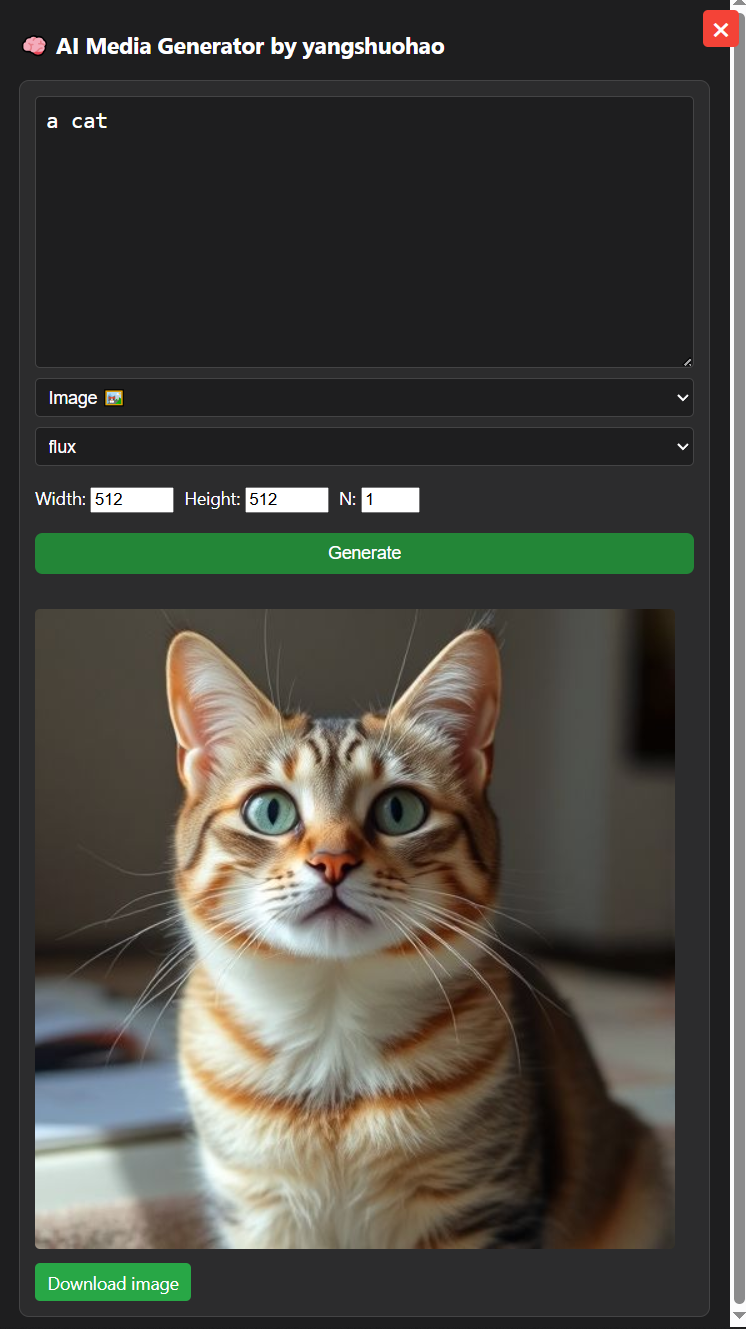 🧠 AI Media Generator by yangshuohao
a cat
Image 🖼️
flux
Width: 512 Height: 512 N: 1
Generate
Download image